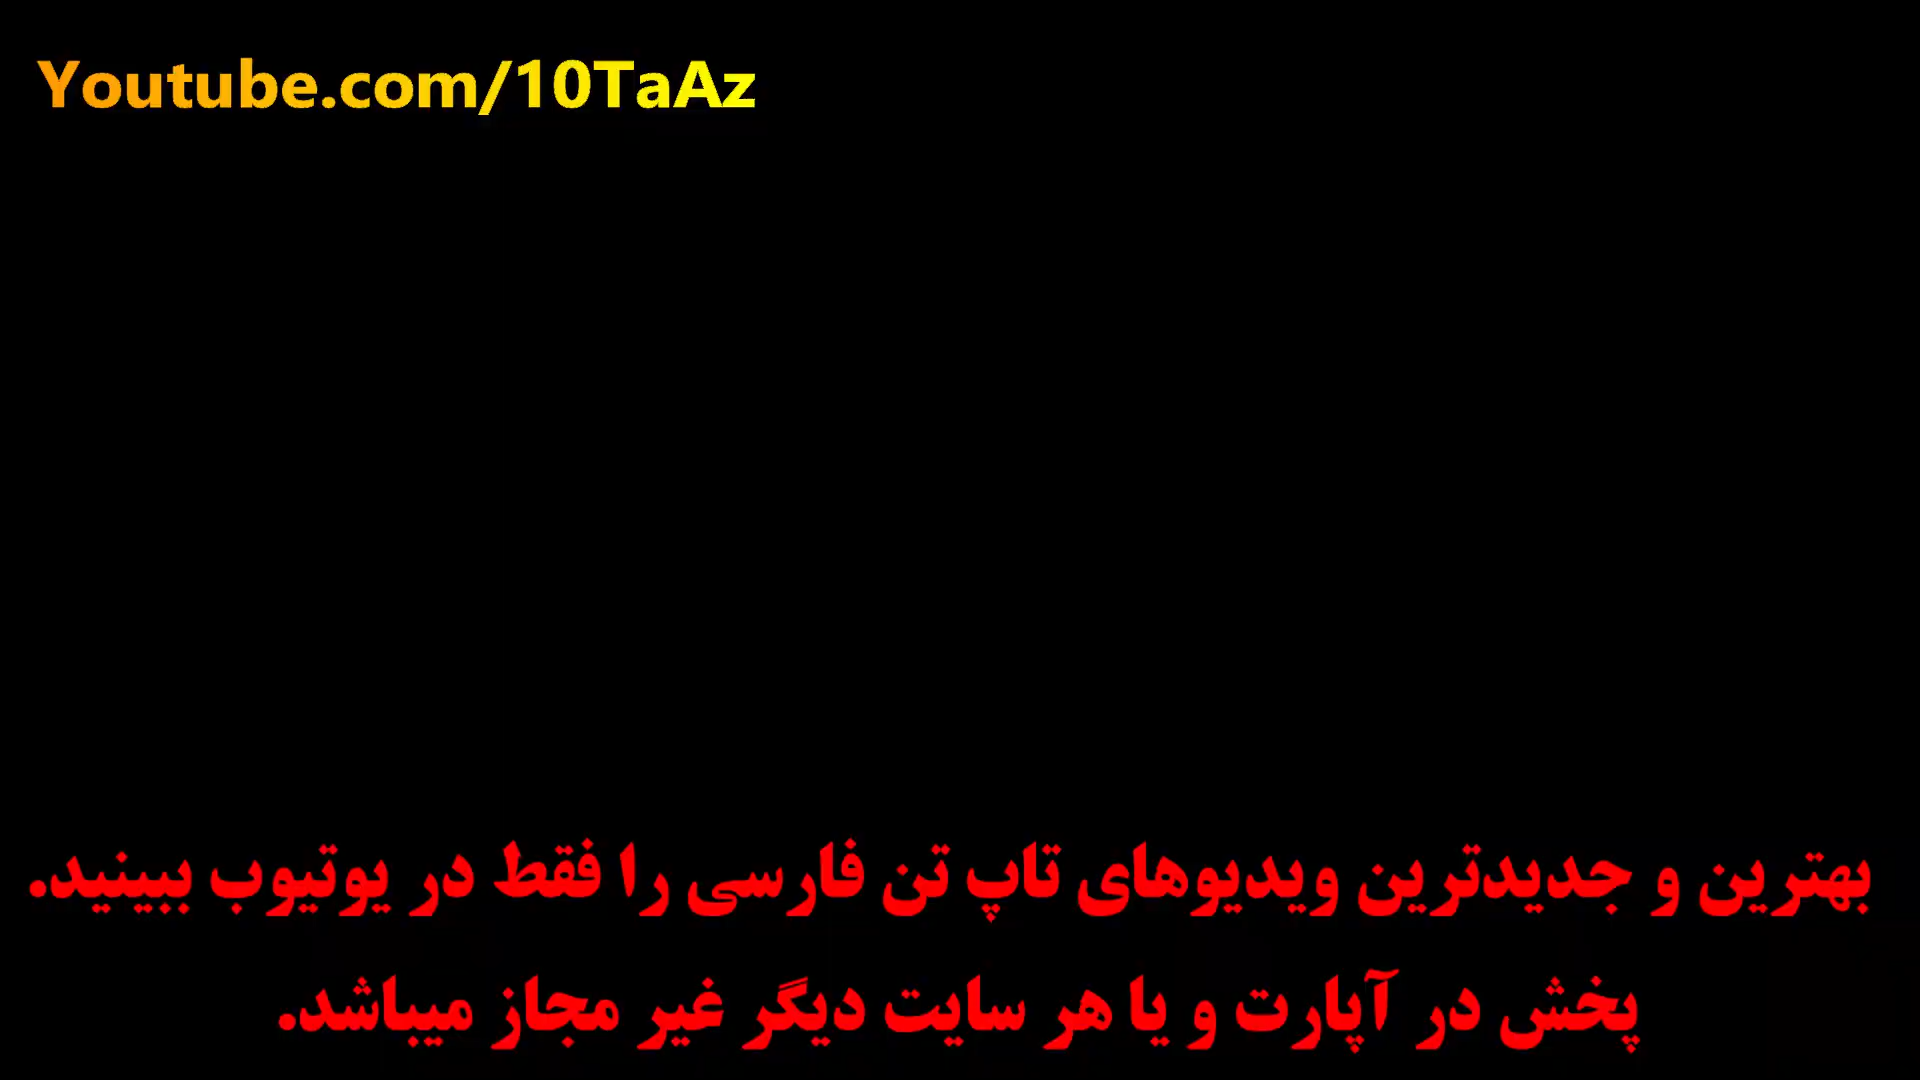 Youtube.com/10TaAz
بهترین و جدیدترین ویدیوهای تاپ تن فارسی را فقط در یوتیوب ببینید.
پخش در آپارت و یا هر سایت دیگر غیر مجاز میباشد.